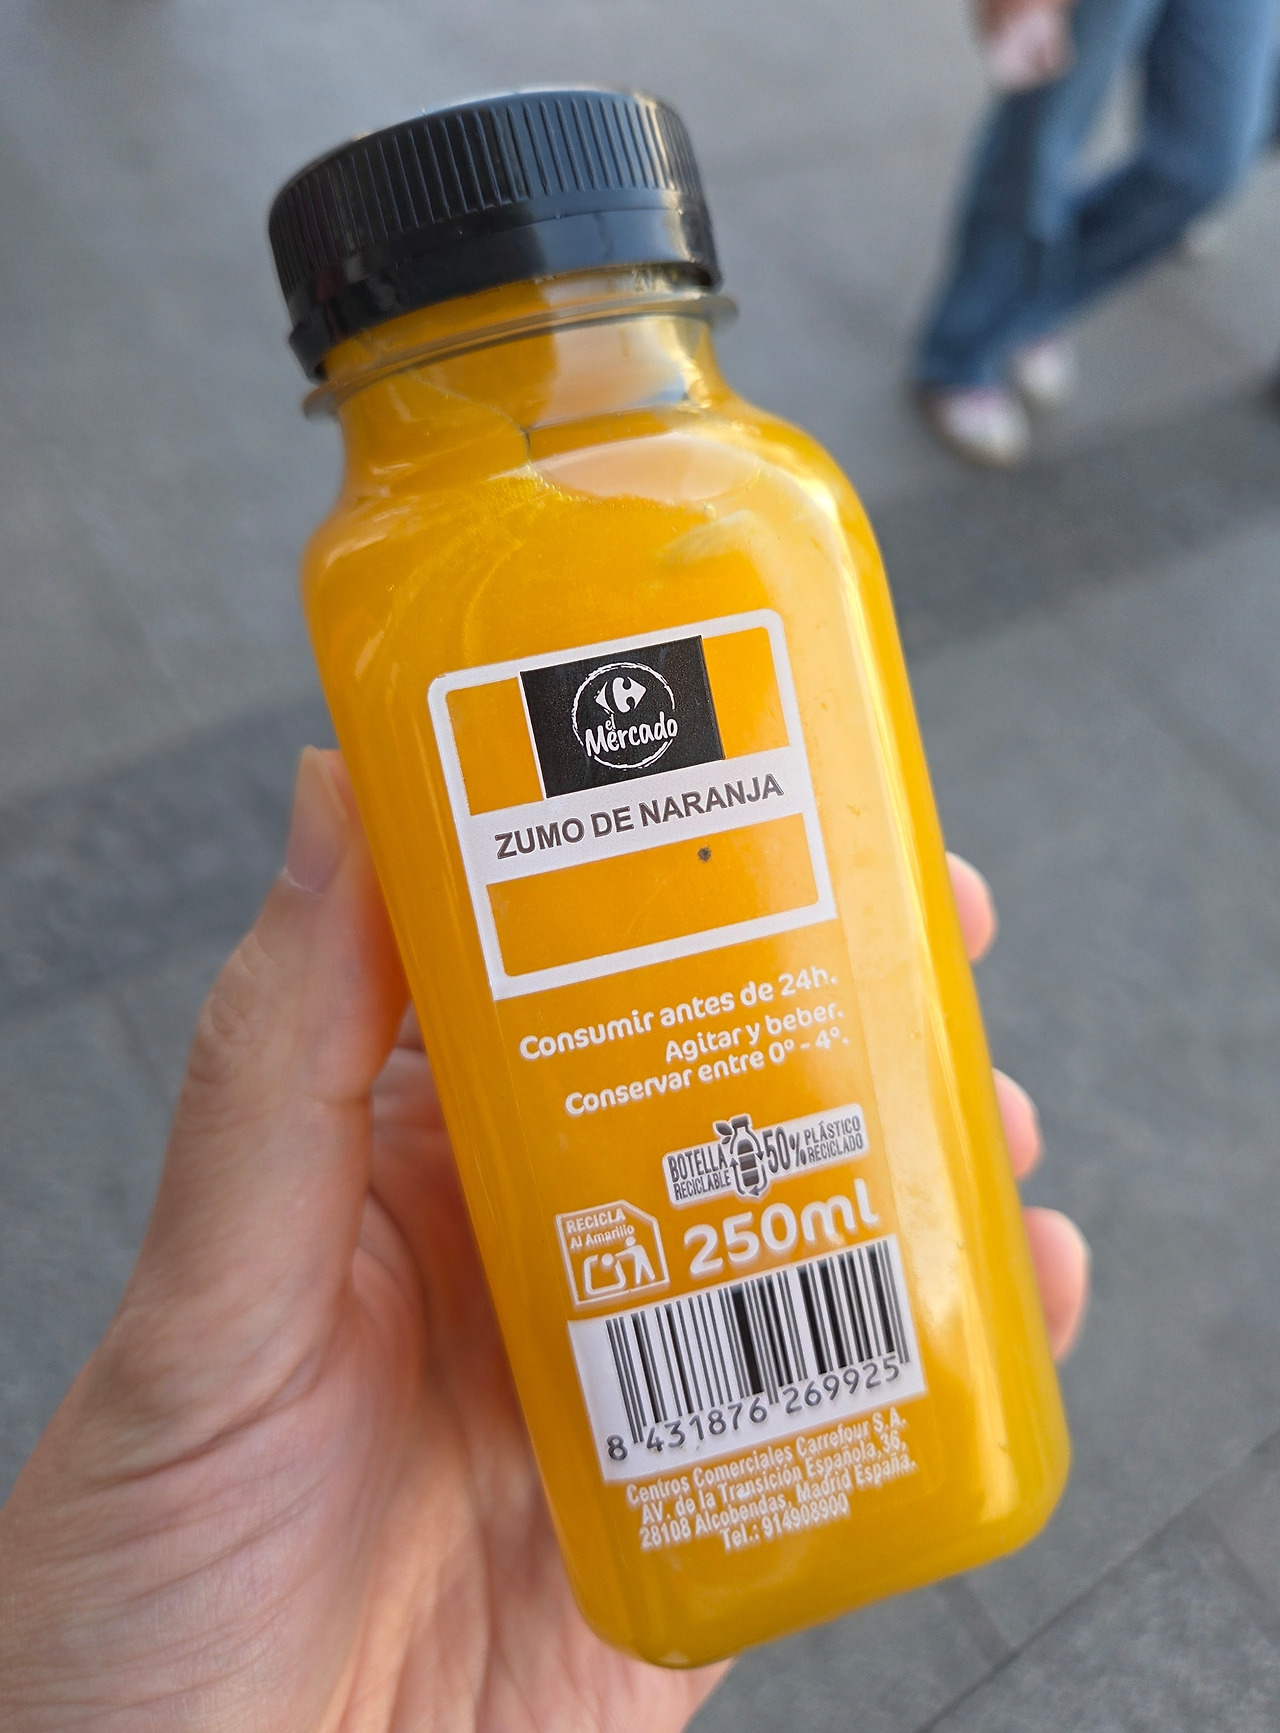 el
Mercado
ZUMO DE NARANJA
Consumir antes de 24h.
Agitar y beber.
Conservar entre 0º - 4º.
BOTELLA
RECICLABLE
50% PLÁSTICO
RECICLADO
RECICLA
Al Amarillo
250ml
8 431876 269925
Centros Comerciales Carrefour S.A.
AV. de la Transición Española,36,
28108 Alcobendas, Madrid España.
Tel.: 914908900